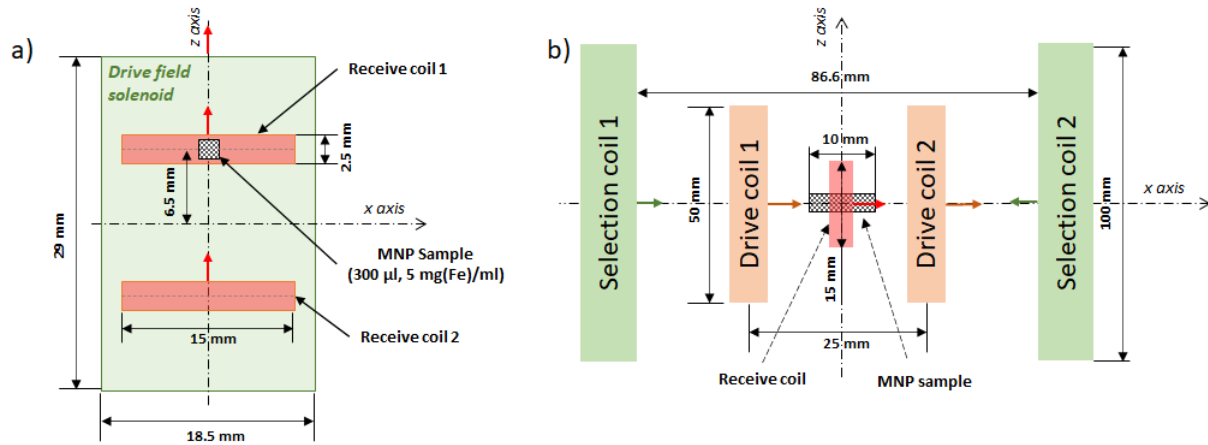 a)
z axis
Drive field
solenoid
Receive coil 1
2.5 mm
6.5 mm
x axis
29 mm
MNP Sample
(300 µl, 5 mg(Fe)/ml)
Receive coil 2
15 mm
18.5 mm
b)
z axis
86.6 mm
Selection coil 1
50 mm
Drive coil 1
10 mm
15 mm
Drive coil 2
x axis
Selection coil 2
100 mm
25 mm
Receive coil
MNP sample